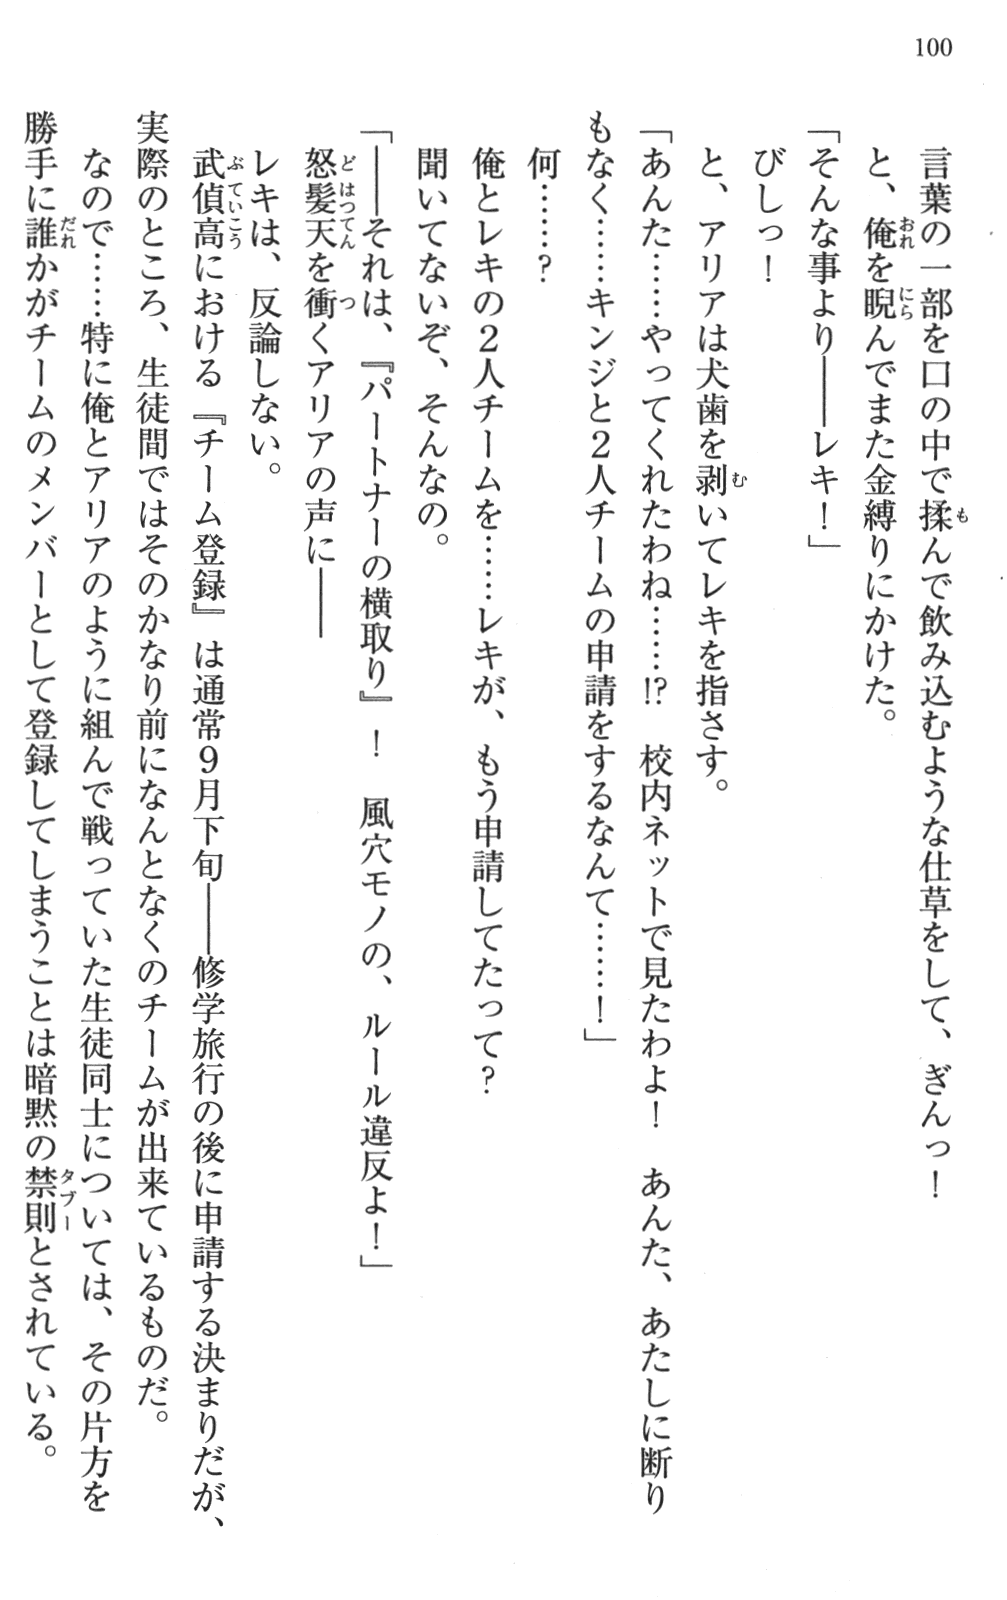 100
言葉の一部を口の中で揉んで飲み込むような仕草をして、ぎんっ！
と、俺を睨んでまた金縛りにかけた。
「そんな事より――レキ！」
びしっ！
と、アリアは犬歯を剥いてレキを指さす。
「あんた……やってくれたわね……!?　校内ネットで見たわよ！　あんた、あたしに断り
もなく……キンジと２人チームの申請をするなんて……！」
何……？
俺とレキの２人チームを……レキが、もう申請してたって？
聞いてないぞ、そんなの。
「――それは、『パートナーの横取り』！　風穴モノの、ルール違反よ！」
怒髪天を衝くアリアの声に――
レキは、反論しない。
武偵高における『チーム登録』は通常９月下旬――修学旅行の後に申請する決まりだが、
実際のところ、生徒間ではそのかなり前になんとなくのチームが出来ているものだ。
なので……特に俺とアリアのように組んで戦っていた生徒同士については、その片方を
勝手に誰かがチームのメンバーとして登録してしまうことは暗黙の禁則とされている。